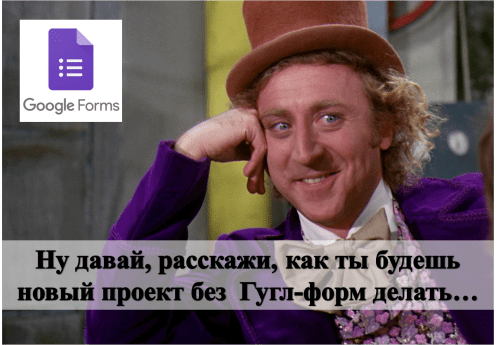 Google Forms
Ну давай, расскажи, как ты будешь
новый проект без Гугл-форм делать...